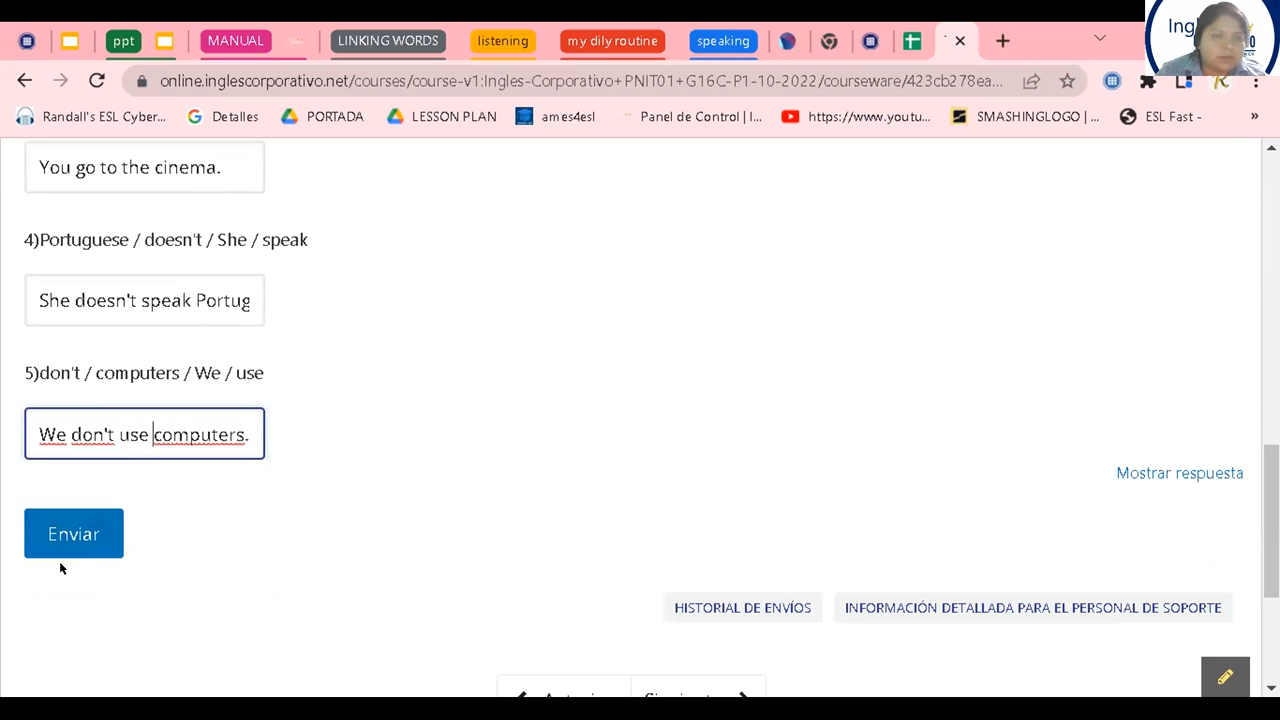 ppt MANUAL LINKING WORDS listening my dily routine speaking
Ingl
online.inglescorporativo.net/courses/course-v1:Ingles-Corporativo+PNIT01+G16C-P1-10-2022/courseware/423cb278ea...
Randall's ESL Cyber... Detalles PORTADA LESSON PLAN ames4esl Panel de Control | I... https://www.youtu... SMASHINGLOGO | ... ESL Fast - »
You go to the cinema.
4)Portuguese / doesn't / She / speak
She doesn't speak Portug
5)don't / computers / We / use
We don't use computers.
Mostrar respuesta
Enviar
HISTORIAL DE ENVÍOS INFORMACIÓN DETALLADA PARA EL PERSONAL DE SOPORTE